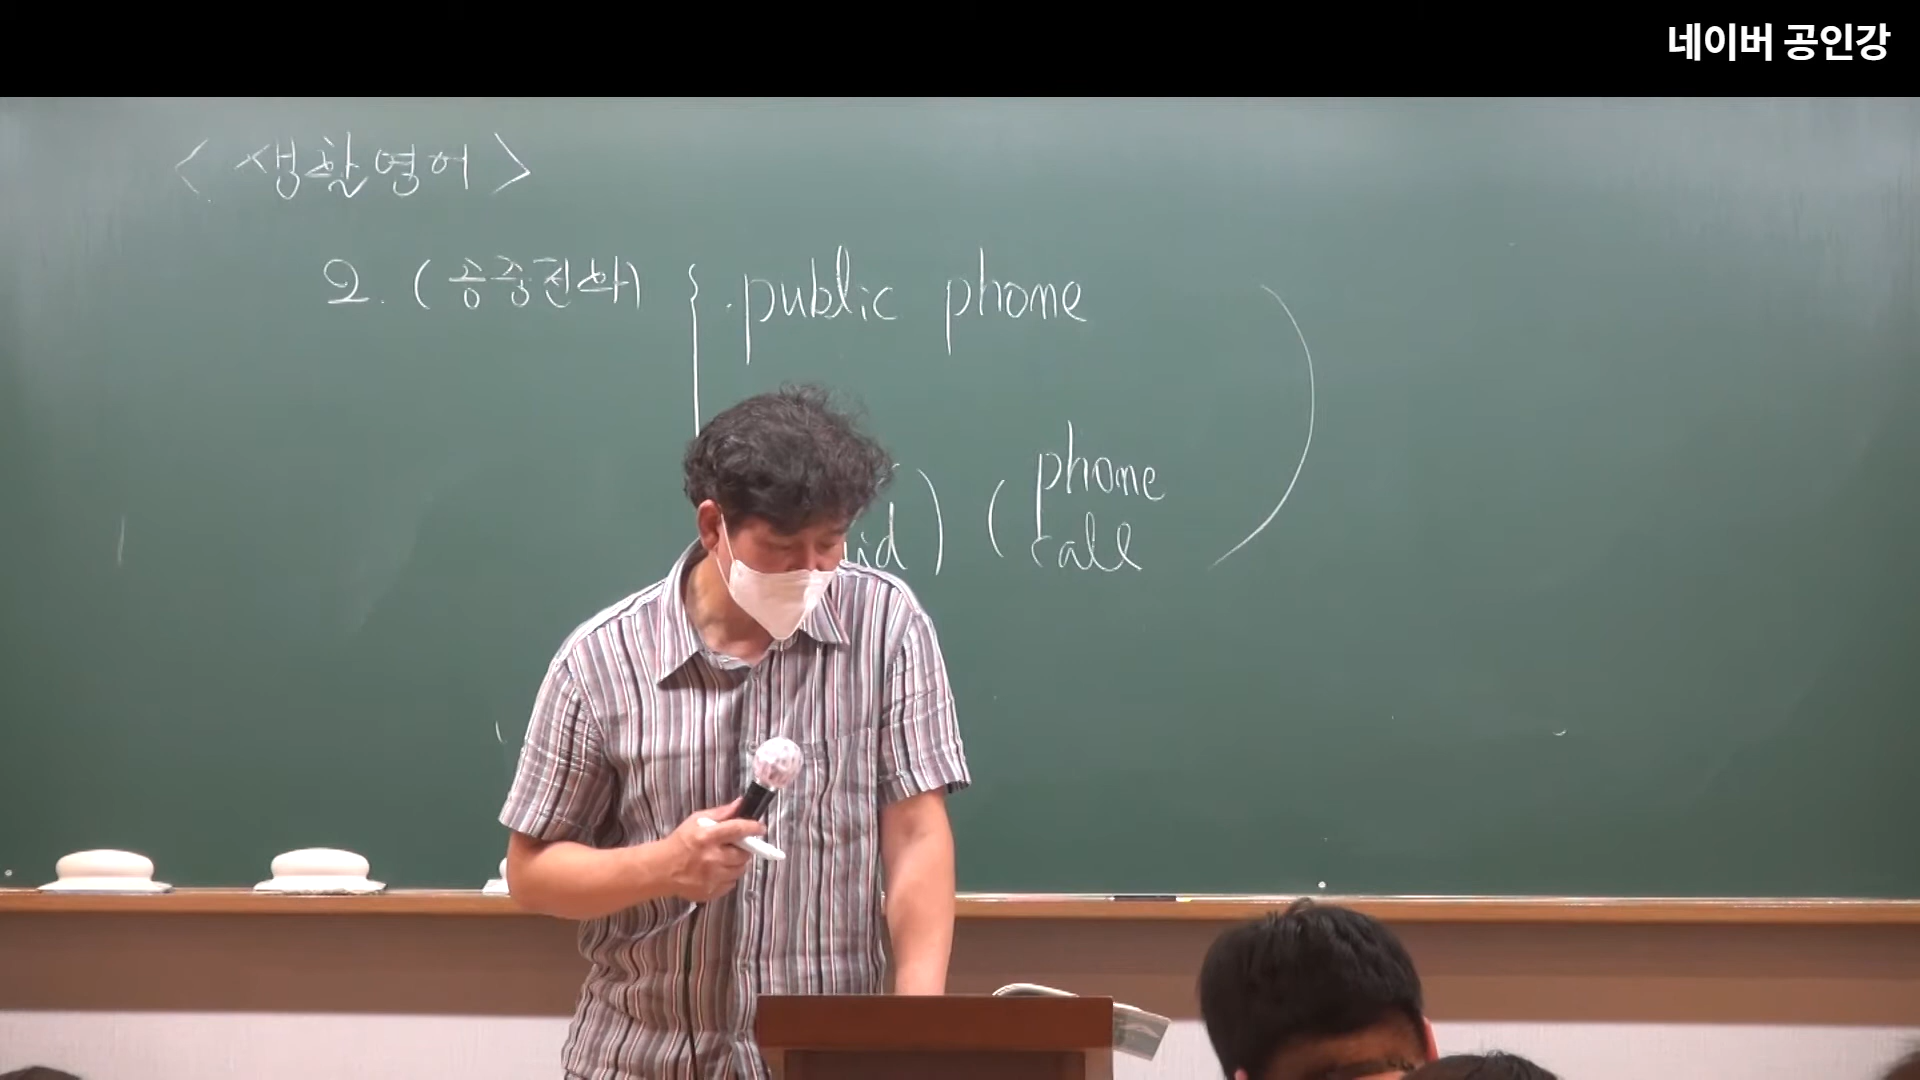 네이버 공인강
< 생활영어 >
2. (공중전화) { . public phone
phone
) ( call )